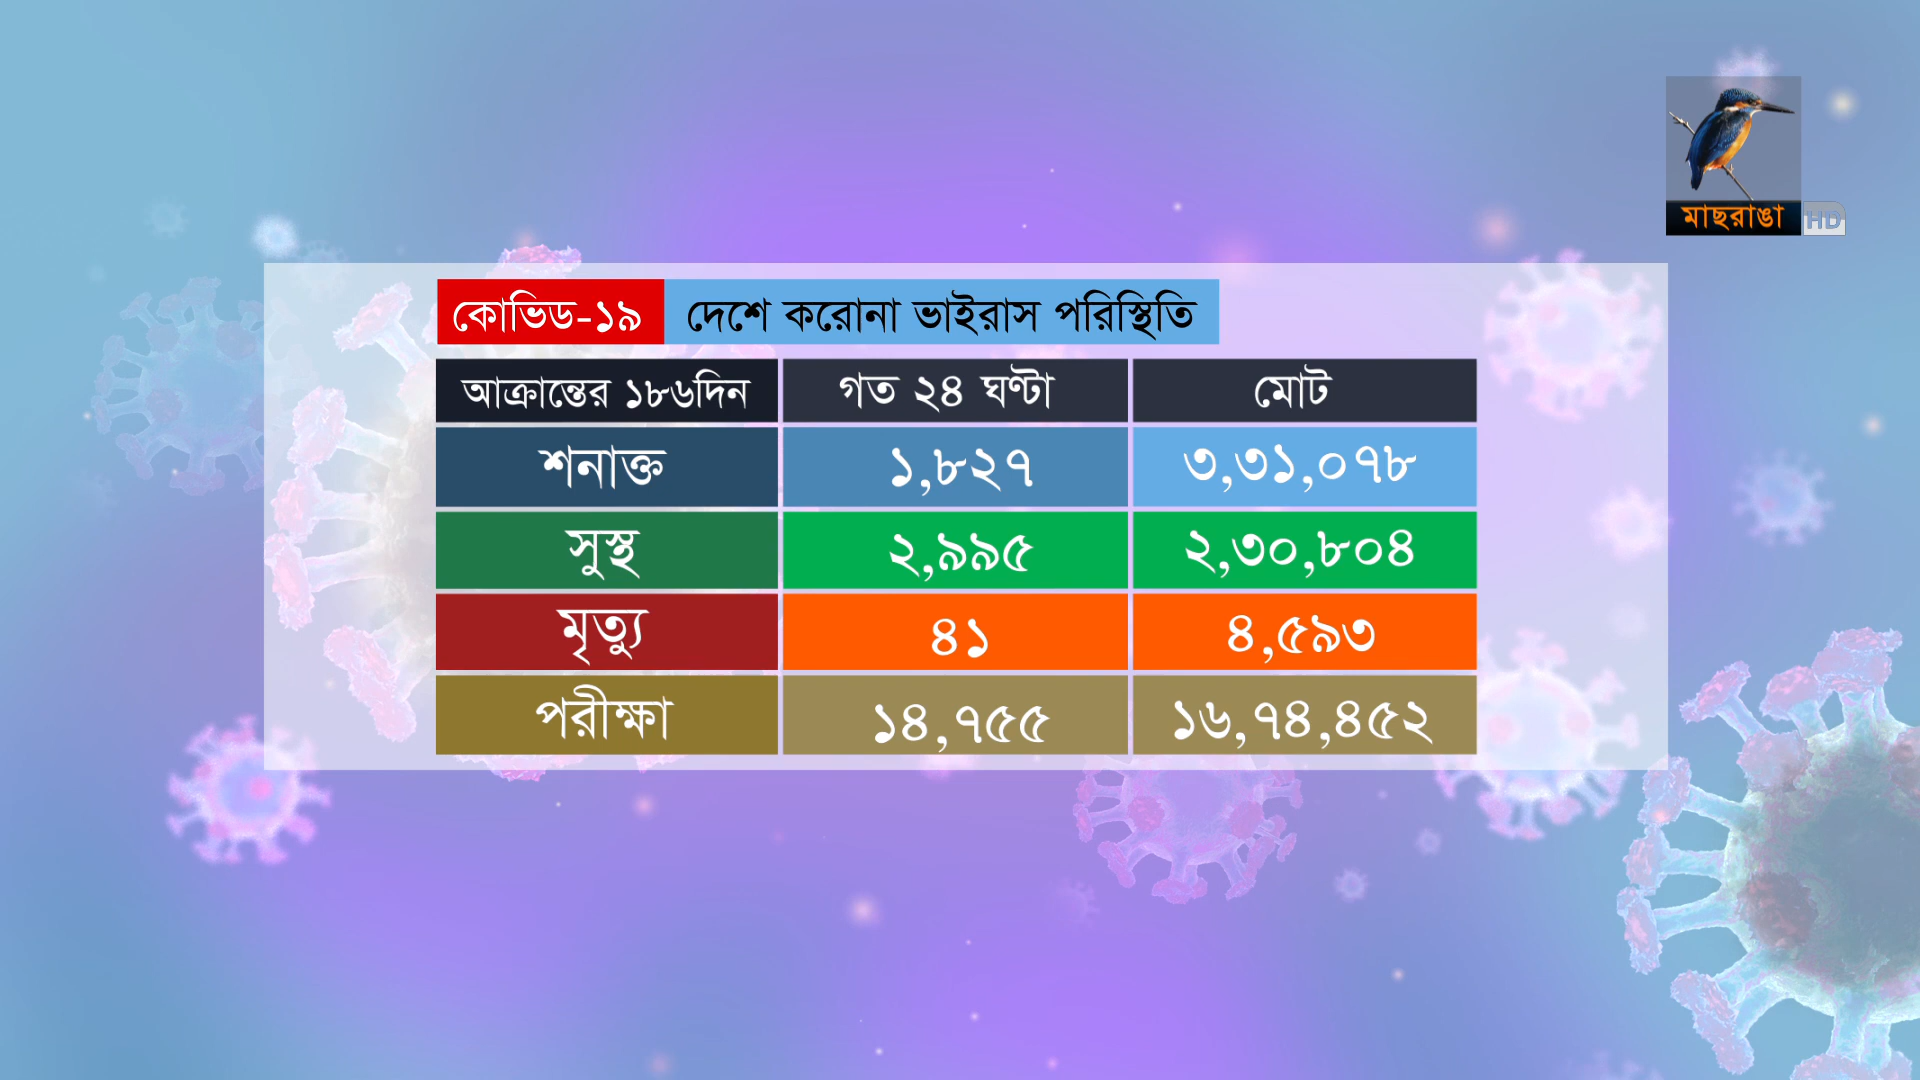 মাছরাঙা HD
কোভিড-১৯ দেশে করোনা ভাইরাস পরিস্থিতি
আক্রান্তের ১৮৬দিন গত ২৪ ঘণ্টা মোট
শনাক্ত ১,৮২৭ ৩,৩১,০৭৮
সুস্থ ২,৯৯৫ ২,৩০,৮০৪
মৃত্যু ৪১ ৪,৫৯৩
পরীক্ষা ১৪,৭৫৫ ১৬,৭৪,৪৫২